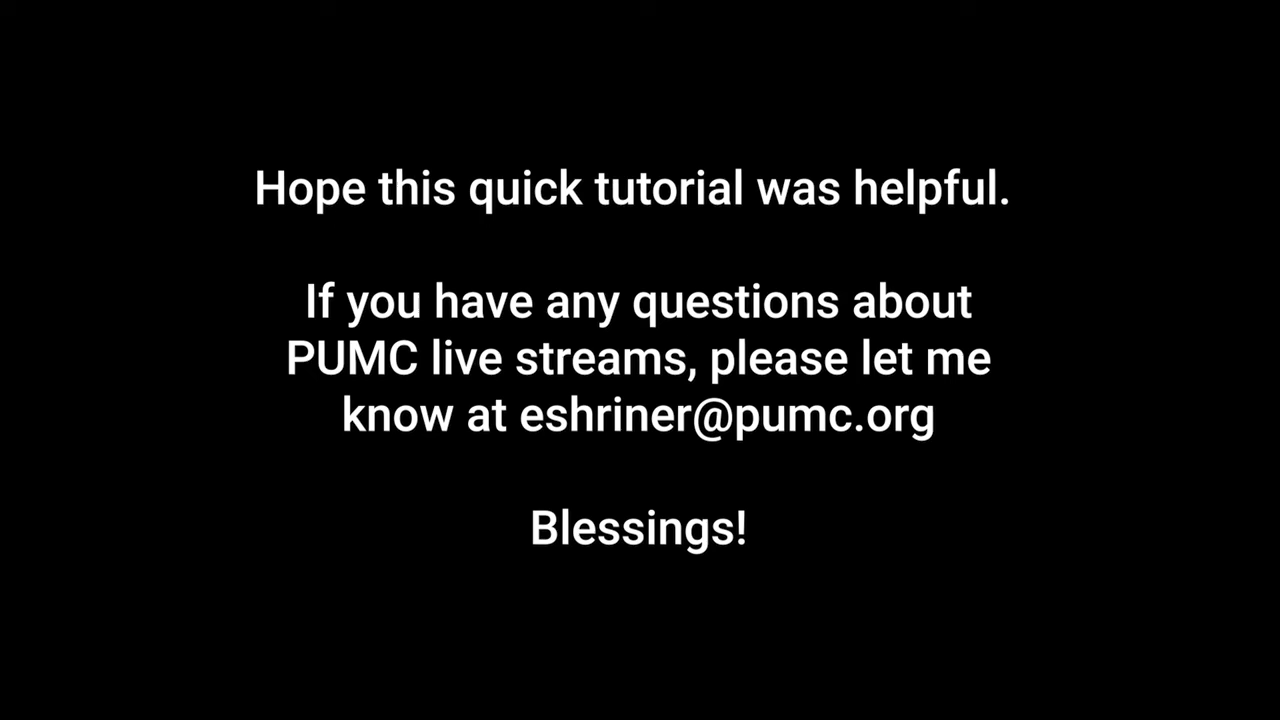 Hope this quick tutorial was helpful.
If you have any questions about
PUMC live streams, please let me
know at eshriner@pumc.org
Blessings!